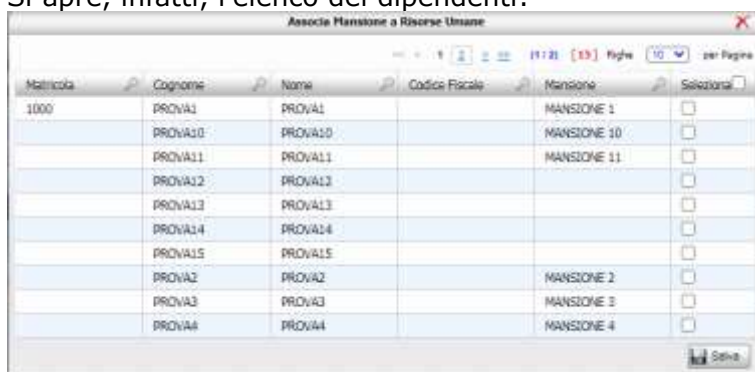 Si apre, infatti, l'elenco dei dipendenti:
Associa Mansione a Risorse Umane
1 2 (1 / 2) [15] Righe 10 per Pagina
Matricola Cognome Nome Codice Fiscale Mansione Seleziona
1000 PROVA1 PROVA1 MANSIONE 1
PROVA10 PROVA10 MANSIONE 10
PROVA11 PROVA11 MANSIONE 11
PROVA12 PROVA12
PROVA13 PROVA13
PROVA14 PROVA14
PROVA15 PROVA15
PROVA2 PROVA2 MANSIONE 2
PROVA3 PROVA3 MANSIONE 3
PROVA4 PROVA4 MANSIONE 4
Salva